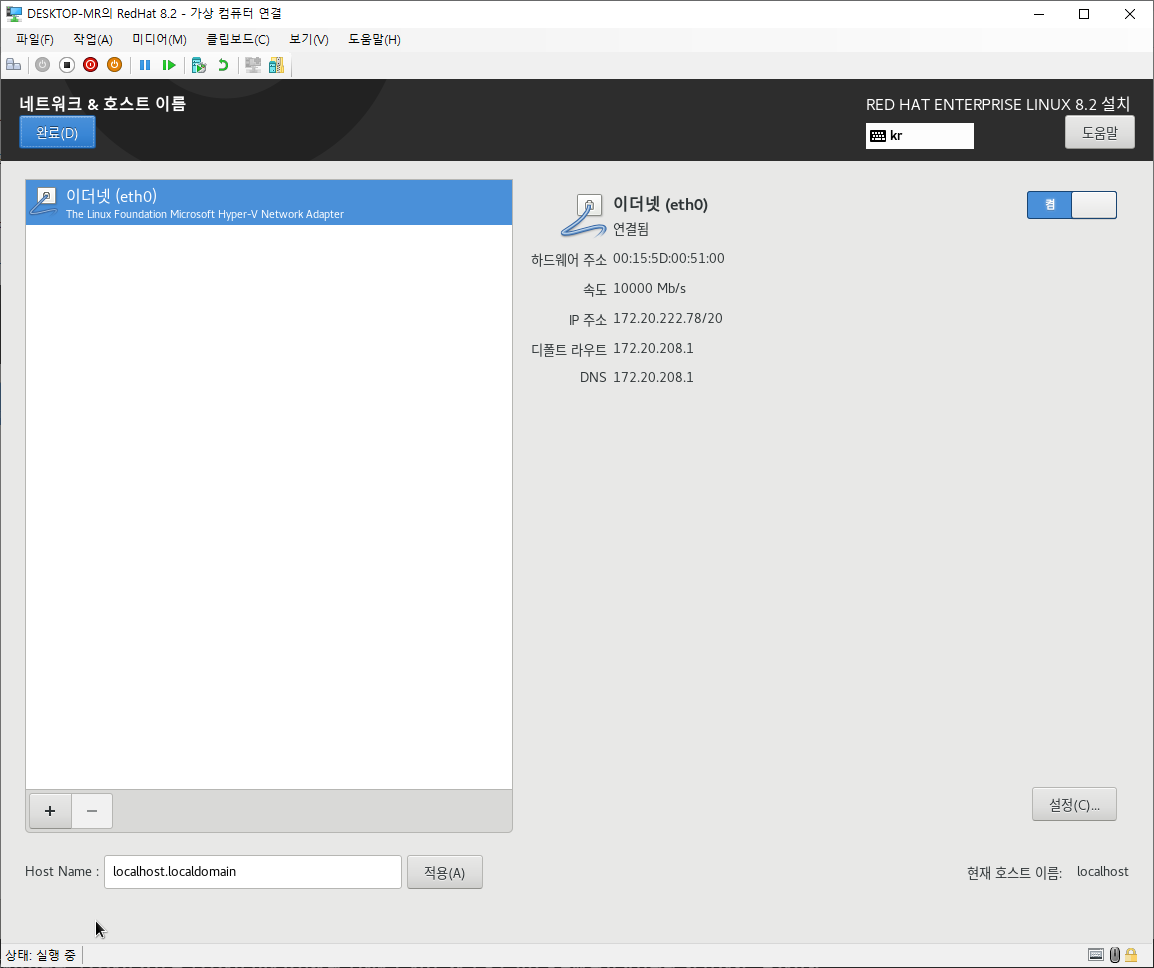 DESKTOP-MR의 RedHat 8.2 - 가상 컴퓨터 연결
파일(F) 작업(A) 미디어(M) 클립보드(C) 보기(V) 도움말(H)
네트워크 & 호스트 이름
RED HAT ENTERPRISE LINUX 8.2 설치
완료(D)
kr
도움말
이더넷 (eth0)
The Linux Foundation Microsoft Hyper-V Network Adapter
이더넷 (eth0)
연결됨
켬
하드웨어 주소 00:15:5D:00:51:00
속도 10000 Mb/s
IP 주소 172.20.222.78/20
디폴트 라우트 172.20.208.1
DNS 172.20.208.1
+ −
설정(C)...
Host Name : localhost.localdomain 적용(A)
현재 호스트 이름: localhost
상태: 실행 중